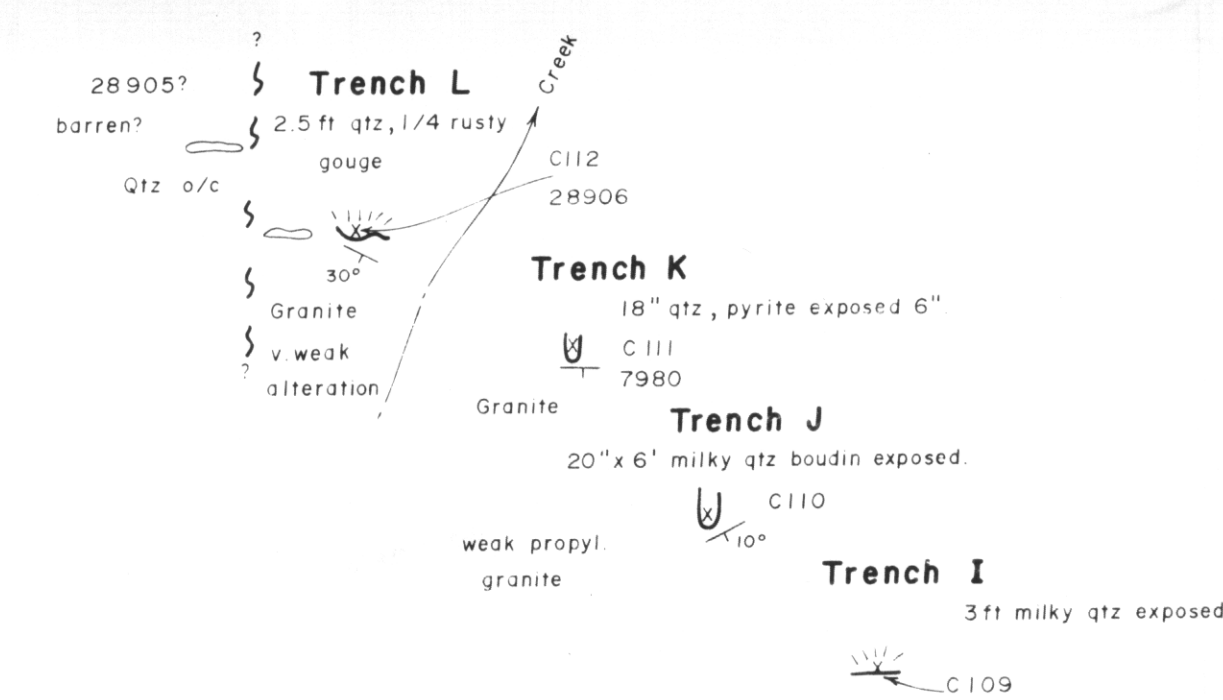 ?
28905?
Trench L
Creek
barren?
2.5 ft qtz, 1/4 rusty
gouge
Qtz o/c
C112
28906
30°
Granite
v. weak
alteration
?
Trench K
18" qtz, pyrite exposed 6".
C111
7980
Granite
Trench J
20" x 6' milky qtz boudin exposed.
C110
10°
weak propyl.
granite
Trench I
3 ft milky qtz exposed
C109